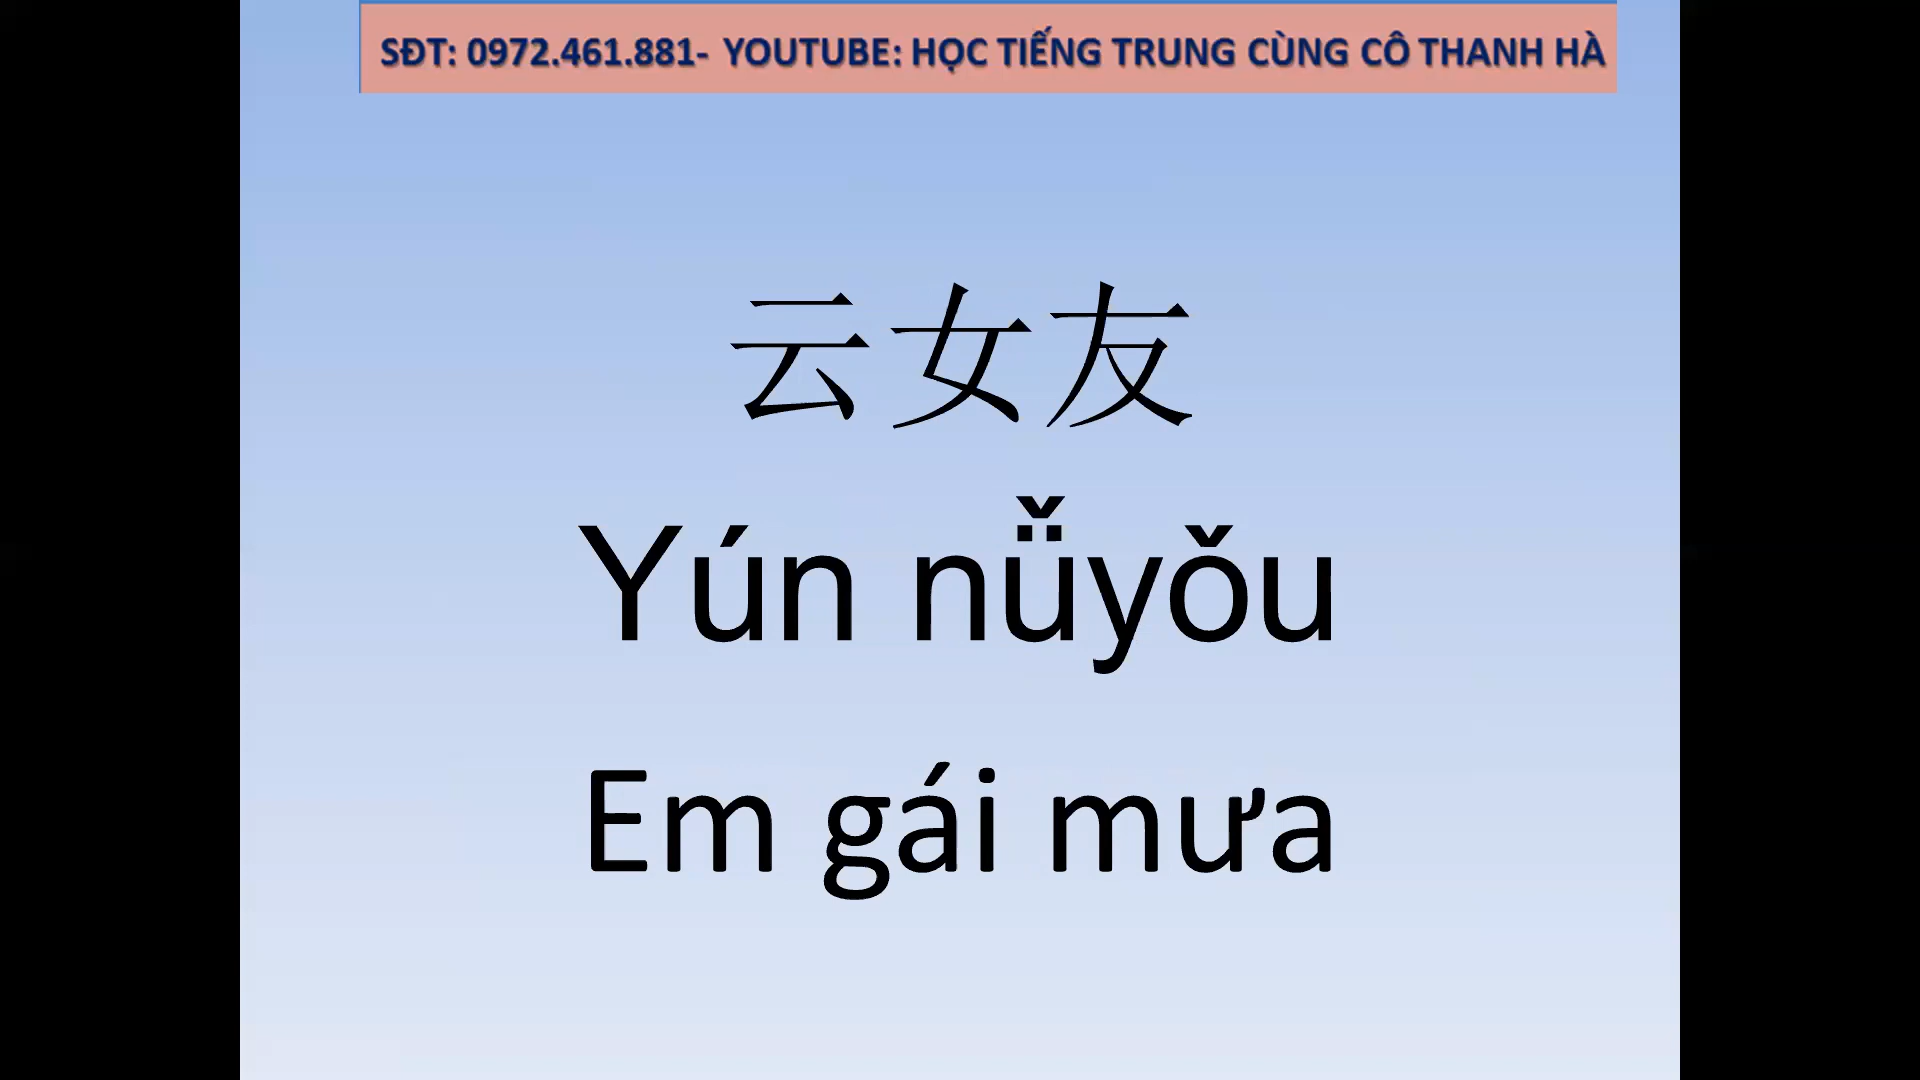 SĐT: 0972.461.881- YOUTUBE: HỌC TIẾNG TRUNG CÙNG CÔ THANH HÀ
云女友
Yún nǚyǒu
Em gái mưa